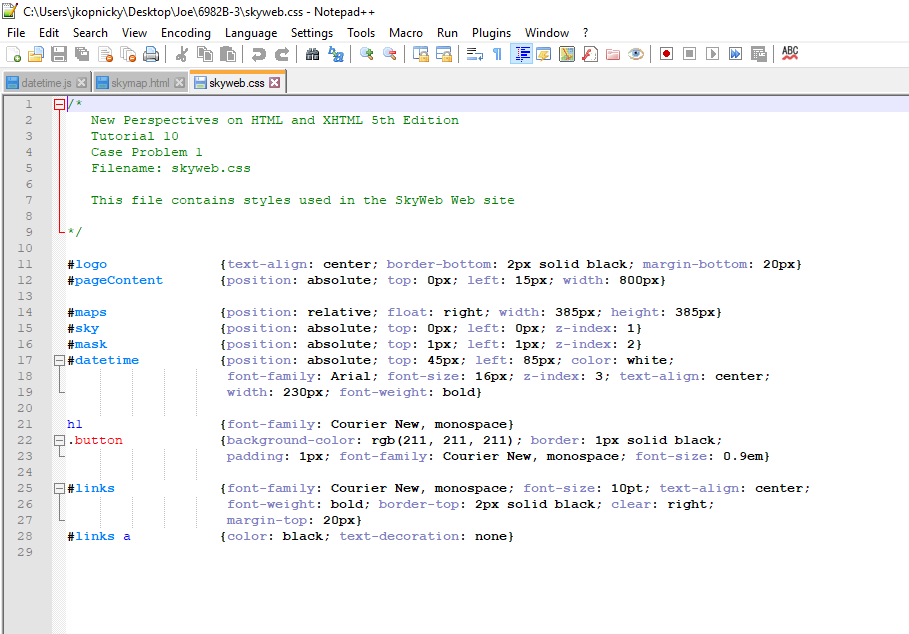 C:\Users\jkopnicky\Desktop\Joe\6982B-3\skyweb.css - Notepad++
File Edit Search View Encoding Language Settings Tools Macro Run Plugins Window ?
ABC
datetime.js skymap.html skyweb.css
1 /*
2 New Perspectives on HTML and XHTML 5th Edition
3 Tutorial 10
4 Case Problem 1
5 Filename: skyweb.css
6
7 This file contains styles used in the SkyWeb Web site
8
9 */
10
11 #logo {text-align: center; border-bottom: 2px solid black; margin-bottom: 20px}
12 #pageContent {position: absolute; top: 0px; left: 15px; width: 800px}
13
14 #maps {position: relative; float: right; width: 385px; height: 385px}
15 #sky {position: absolute; top: 0px; left: 0px; z-index: 1}
16 #mask {position: absolute; top: 1px; left: 1px; z-index: 2}
17 #datetime {position: absolute; top: 45px; left: 85px; color: white;
18 font-family: Arial; font-size: 16px; z-index: 3; text-align: center;
19 width: 230px; font-weight: bold}
20
21 h1 {font-family: Courier New, monospace}
22 .button {background-color: rgb(211, 211, 211); border: 1px solid black;
23 padding: 1px; font-family: Courier New, monospace; font-size: 0.9em}
24
25 #links {font-family: Courier New, monospace; font-size: 10pt; text-align: center;
26 font-weight: bold; border-top: 2px solid black; clear: right;
27 margin-top: 20px}
28 #links a {color: black; text-decoration: none}
29